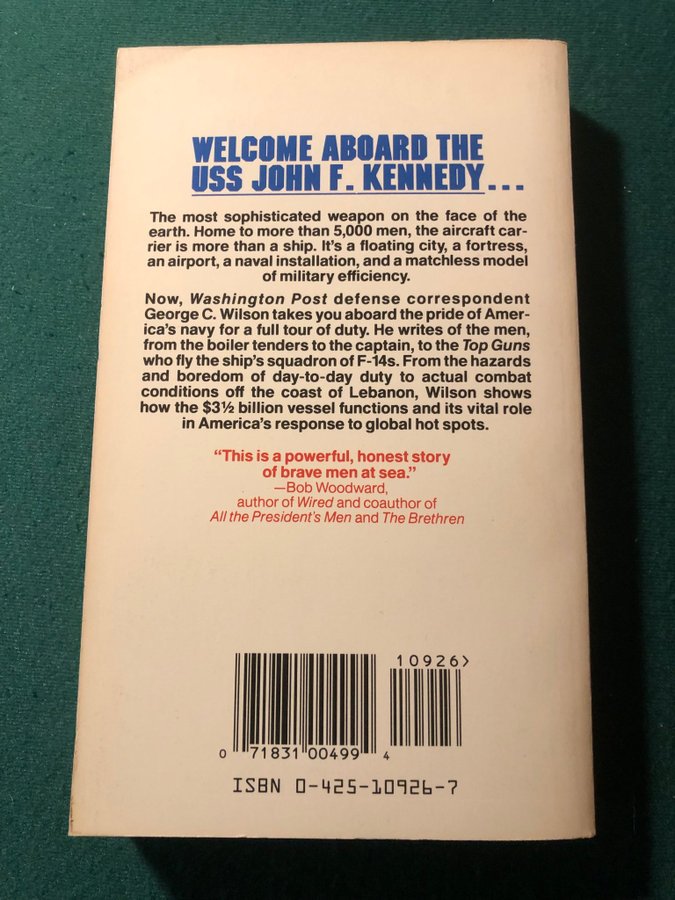 WELCOME ABOARD THE
USS JOHN F. KENNEDY...
The most sophisticated weapon on the face of the
earth. Home to more than 5,000 men, the aircraft car-
rier is more than a ship. It's a floating city, a fortress,
an airport, a naval installation, and a matchless model
of military efficiency.
Now, Washington Post defense correspondent
George C. Wilson takes you aboard the pride of Amer-
ica's navy for a full tour of duty. He writes of the men,
from the boiler tenders to the captain, to the Top Guns
who fly the ship's squadron of F-14s. From the hazards
and boredom of day-to-day duty to actual combat
conditions off the coast of Lebanon, Wilson shows
how the $3½ billion vessel functions and its vital role
in America's response to global hot spots.
“This is a powerful, honest story
of brave men at sea.”
—Bob Woodward,
author of Wired and coauthor of
All the President's Men and The Brethren
10926>
0 71831 00499 4
ISBN 0-425-10926-7